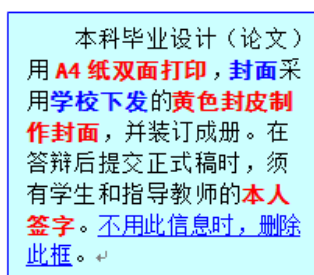 本科毕业设计（论文）
用 A4 纸双面打印，封面采
用学校下发的黄色封皮制
作封面，并装订成册。在
答辩后提交正式稿时，须
有学生和指导教师的本人
签字。不用此信息时，删除
此框。